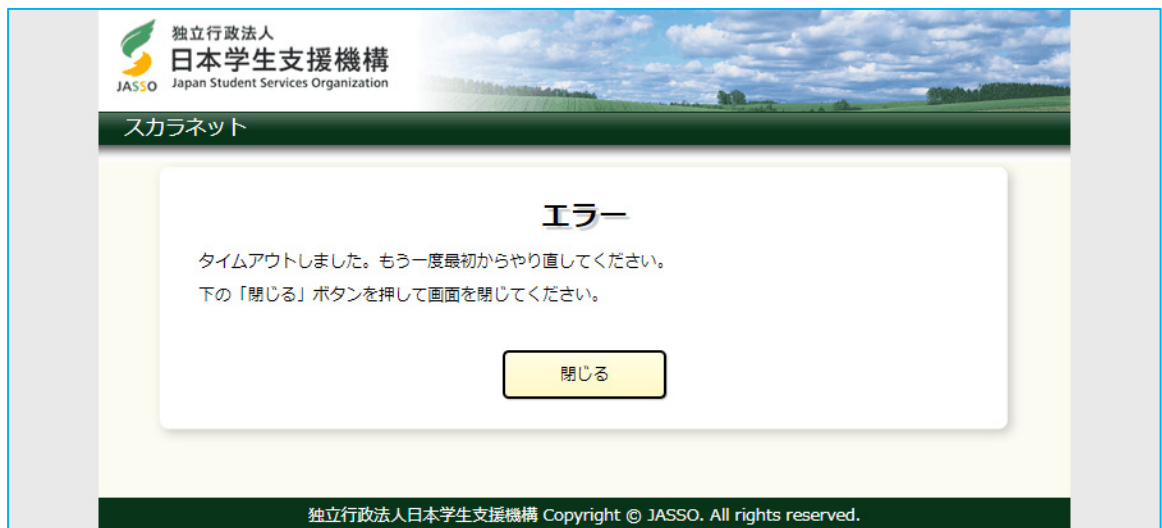 独立行政法人
日本学生支援機構
JASSO Japan Student Services Organization
スカラネット
エラー
タイムアウトしました。もう一度最初からやり直してください。
下の「閉じる」ボタンを押して画面を閉じてください。
閉じる
独立行政法人日本学生支援機構 Copyright © JASSO. All rights reserved.